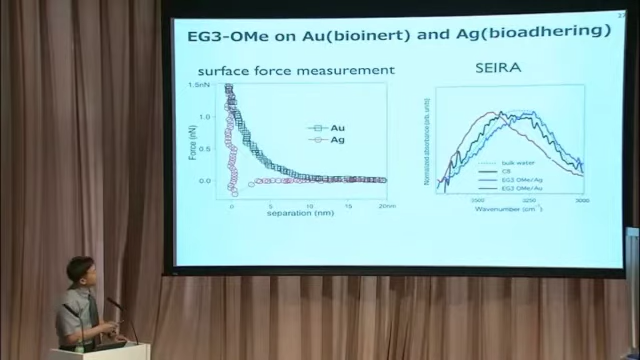 EG3-OMe on Au(bioinert) and Ag(bioadhering)
surface force measurement
SEIRA
1.5nN
1.0
0.5
0.0
Force (nN)
Au
Ag
0
5
10
15
20nm
separation (nm)
bulk water
C8
EG3 OMe/Ag
EG3 OMe/Au
3500
3250
3000
Wavenumber (cm-1)